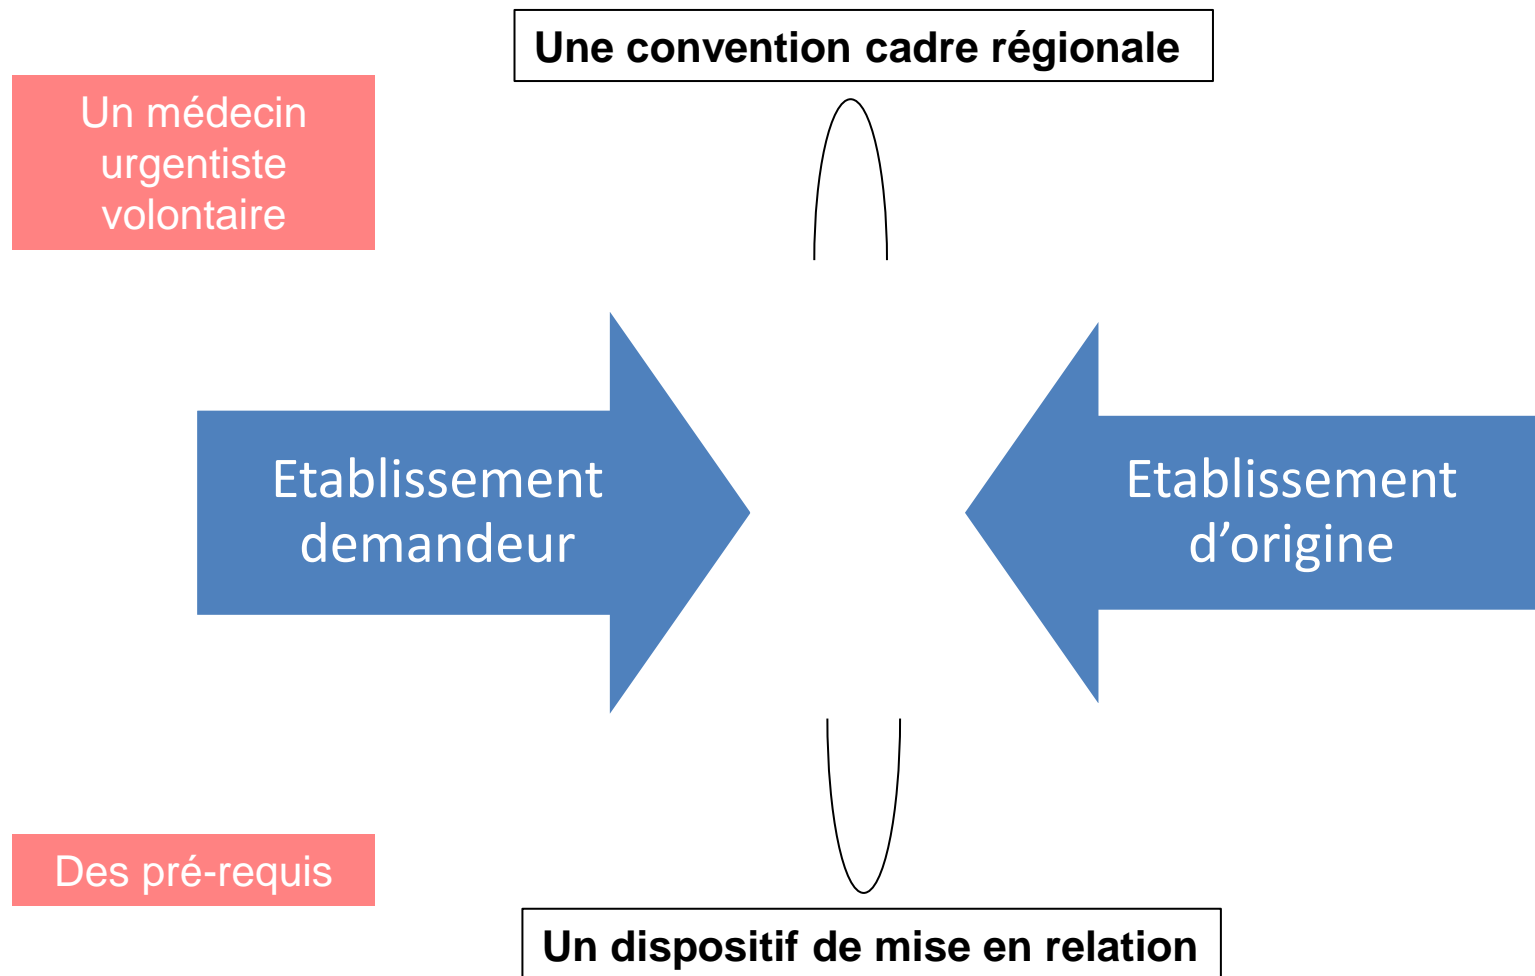 Une convention cadre régionale
Un médecin
urgentiste
volontaire
Etablissement
demandeur
Etablissement
d’origine
Des pré-requis
Un dispositif de mise en relation